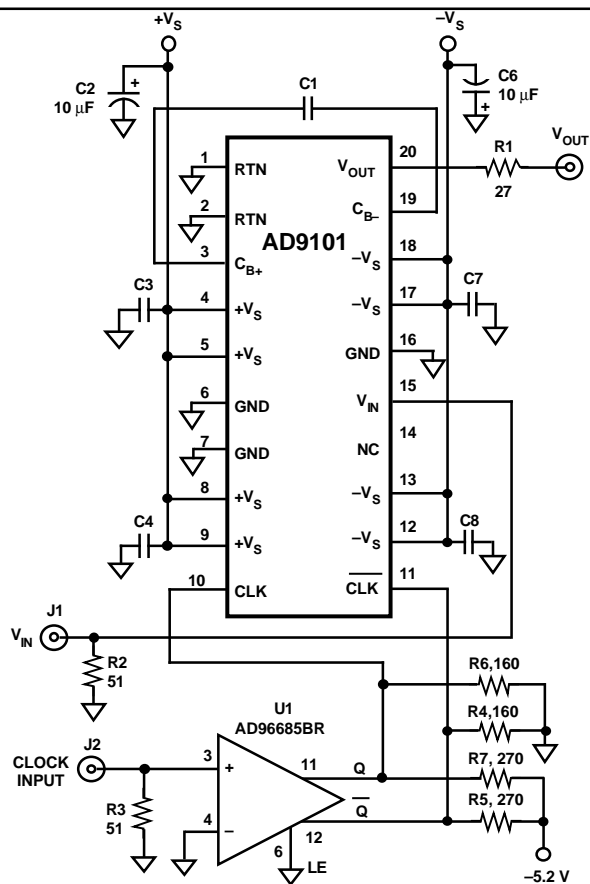 +VS
–VS
C2
10 µF
+
C1
C6
10 µF
+
1
RTN
2
RTN
3
CB+
C3
4
+VS
5
+VS
6
GND
7
GND
8
+VS
C4
9
+VS
10
CLK
AD9101
VOUT
20
R1
27
VOUT
CB–
19
–VS
18
–VS
17
C7
GND
16
VIN
15
NC
14
–VS
13
–VS
12
C8
CLK
11
J1
VIN
R2
51
R6,160
R4,160
R7, 270
R5, 270
–5.2 V
U1
AD96685BR
J2
CLOCK
INPUT
R3
51
3
+
4
–
11
Q
Q
12
6
LE